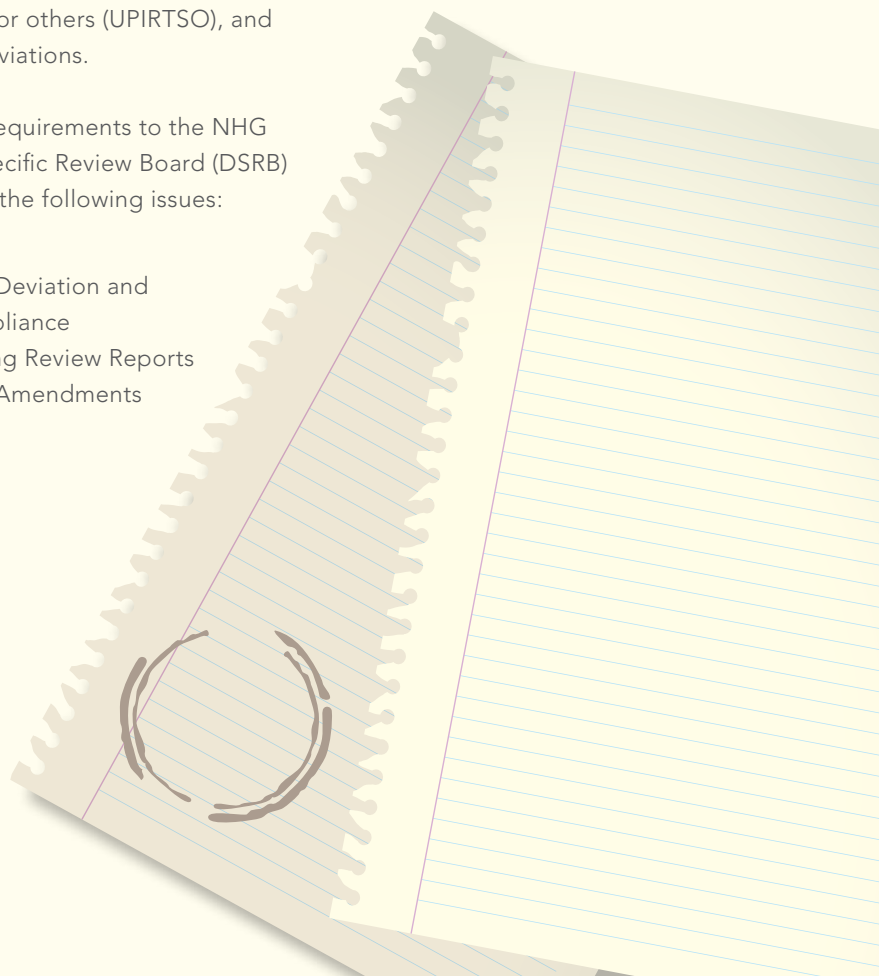 or others (UPIRTSO), and
viations.
equirements to the NHG
ecific Review Board (DSRB)
the following issues:
Deviation and
pliance
ng Review Reports
Amendments